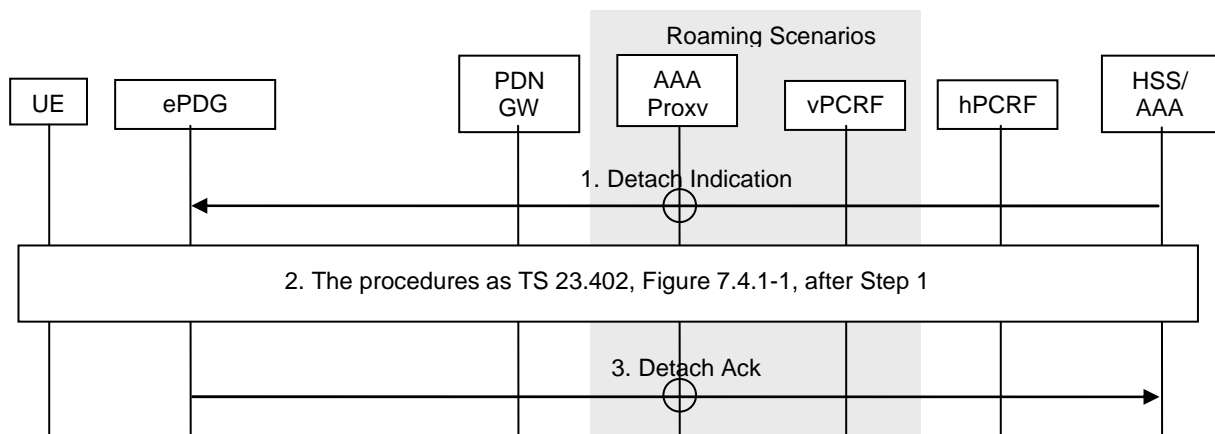 Roaming Scenarios
UE
ePDG
PDN
GW
AAA
Proxy
vPCRF
hPCRF
HSS/
AAA
1. Detach Indication
2. The procedures as TS 23.402, Figure 7.4.1-1, after Step 1
3. Detach Ack